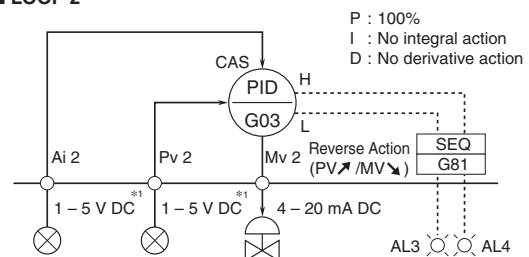 LOOP 2
P : 100%
I : No integral action
D : No derivative action
CAS
PID
H
G03
L
Ai 2
Pv 2
Mv 2
Reverse Action
(PV↗ /MV↘ )
SEQ
G81
1 – 5 V DC*1
1 – 5 V DC*1
4 – 20 mA DC
AL3
AL4